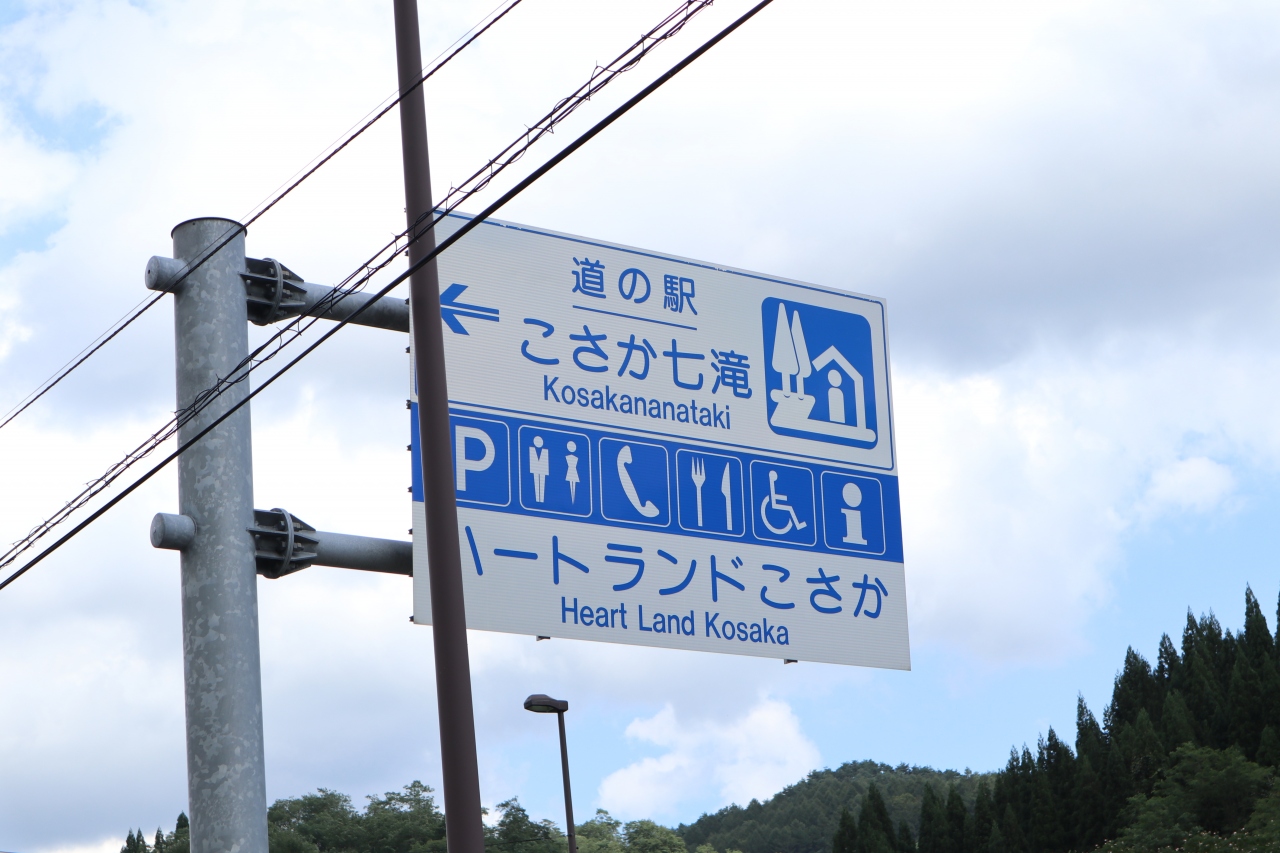 道の駅
こさか七滝
Kosakananataki
P
ハートランドこさか
Heart Land Kosaka